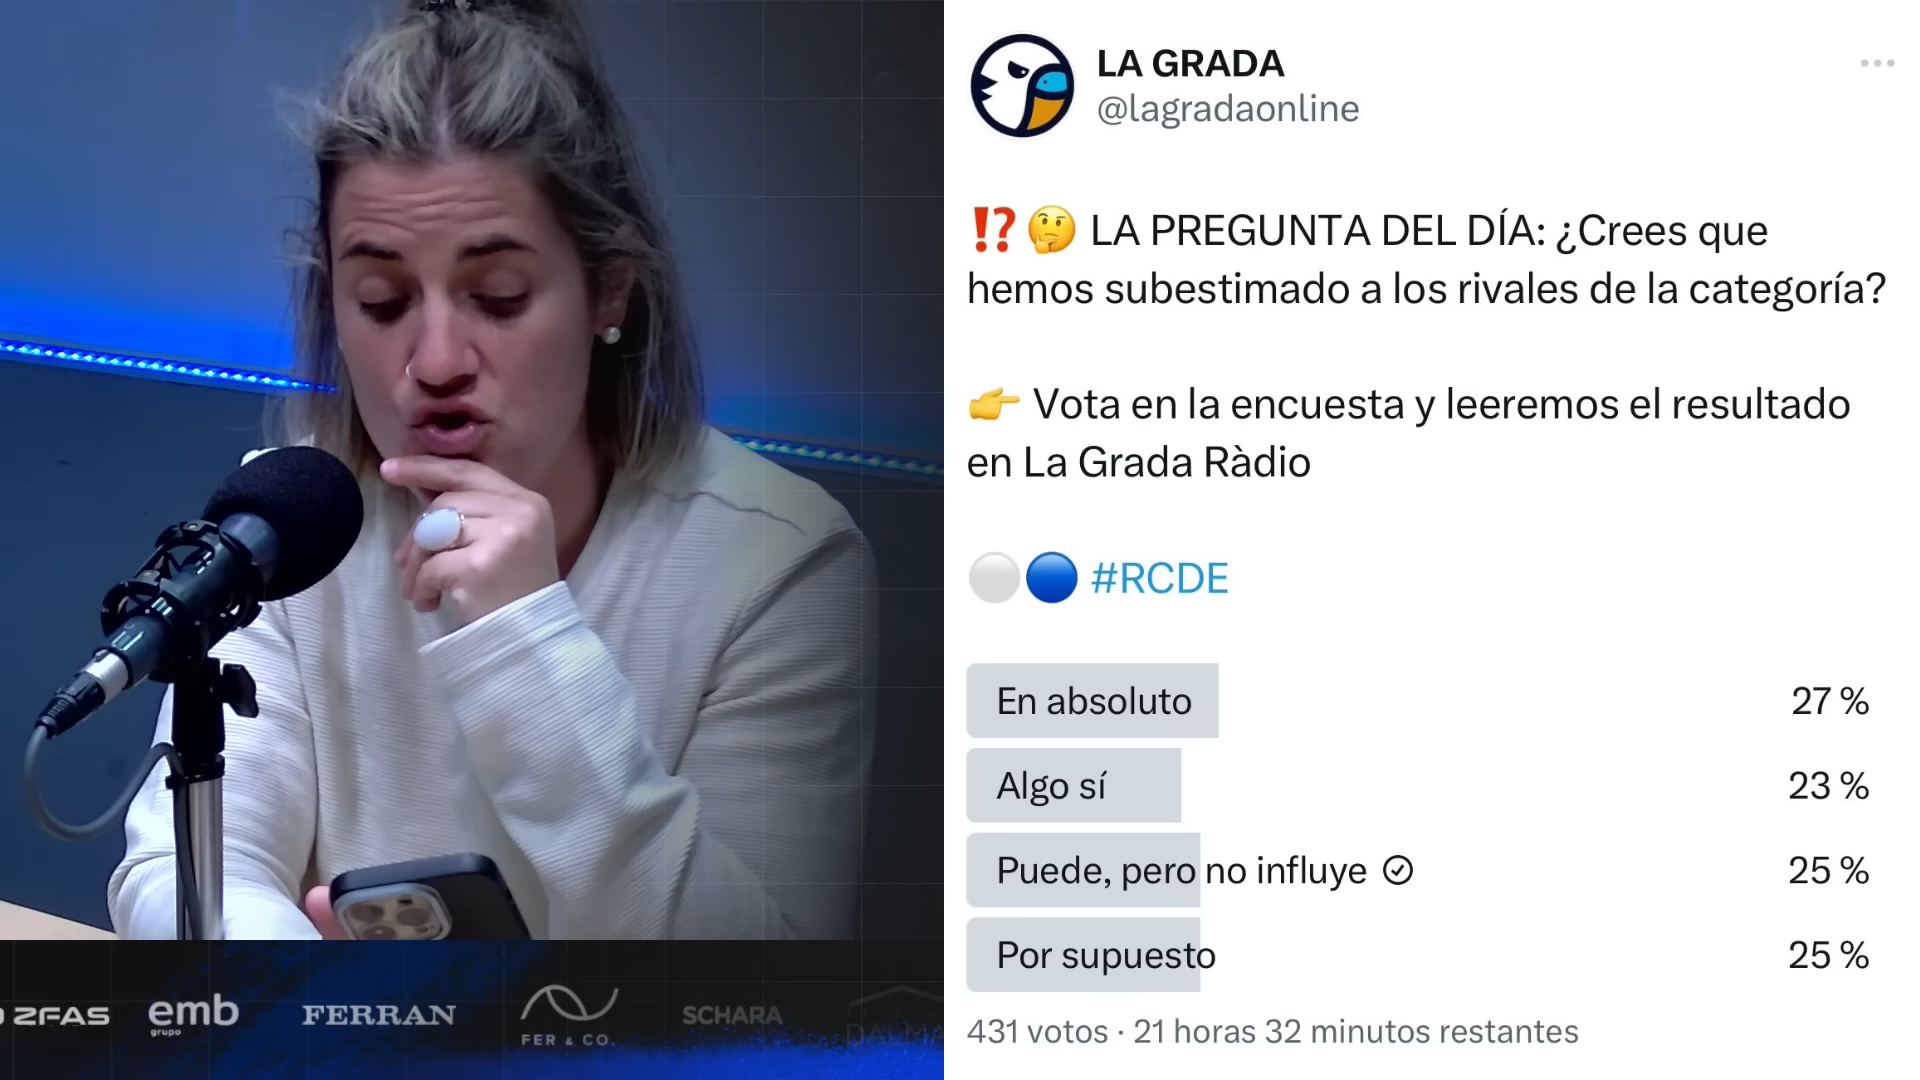 LA GRADA
@lagradaonline
⁉️🤔 LA PREGUNTA DEL DÍA: ¿Crees que
hemos subestimado a los rivales de la categoría?
👉 Vota en la encuesta y leeremos el resultado
en La Grada Ràdio
⚪🔵 #RCDE
En absoluto 27 %
Algo sí 23 %
Puede, pero no influye 25 %
Por supuesto 25 %
431 votos · 21 horas 32 minutos restantes
ZFAS
emb
grupo
FERRAN
FER & CO.
SCHARA